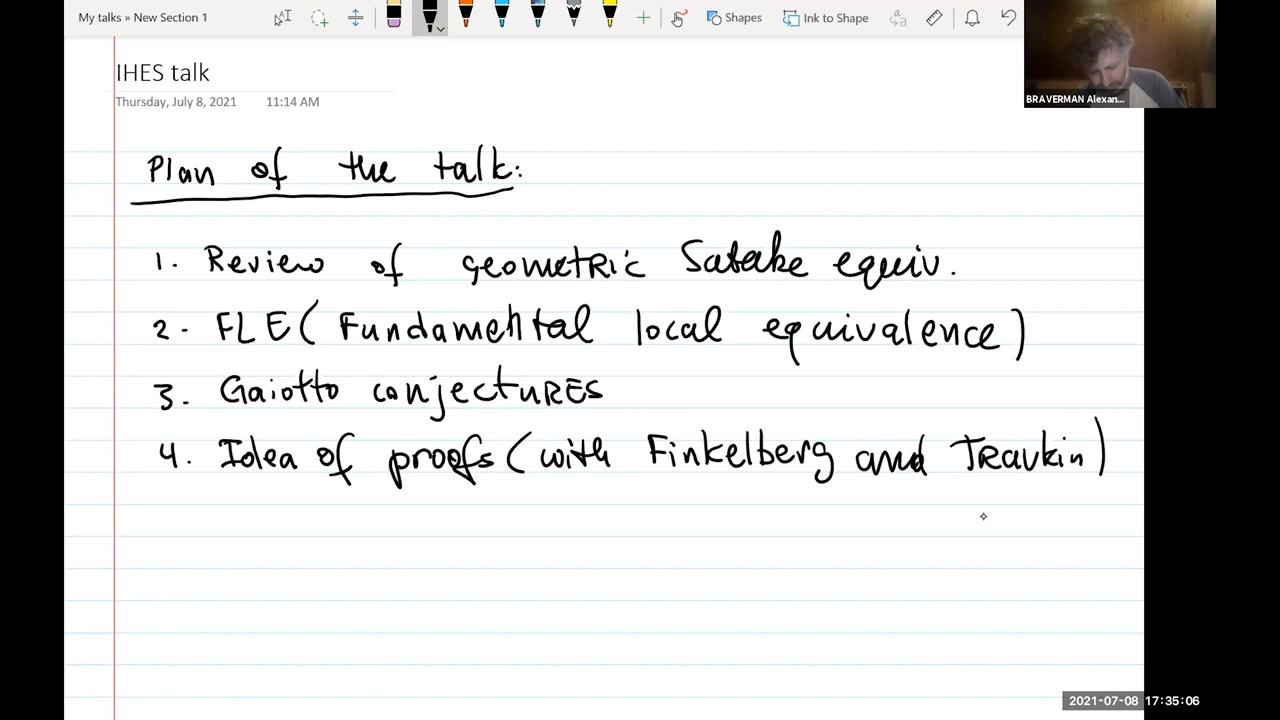 My talks » New Section 1
Shapes
Ink to Shape
IHES talk
Thursday, July 8, 2021 11:14 AM
BRAVERMAN Alexan...
Plan of the talk:
1. Review of geometric Satake equiv.
2. FLE (Fundamental local equivalence)
3. Gaiotto conjectures
4. Idea of proofs (with Finkelberg and Travkin)
2021-07-08 17:35:06